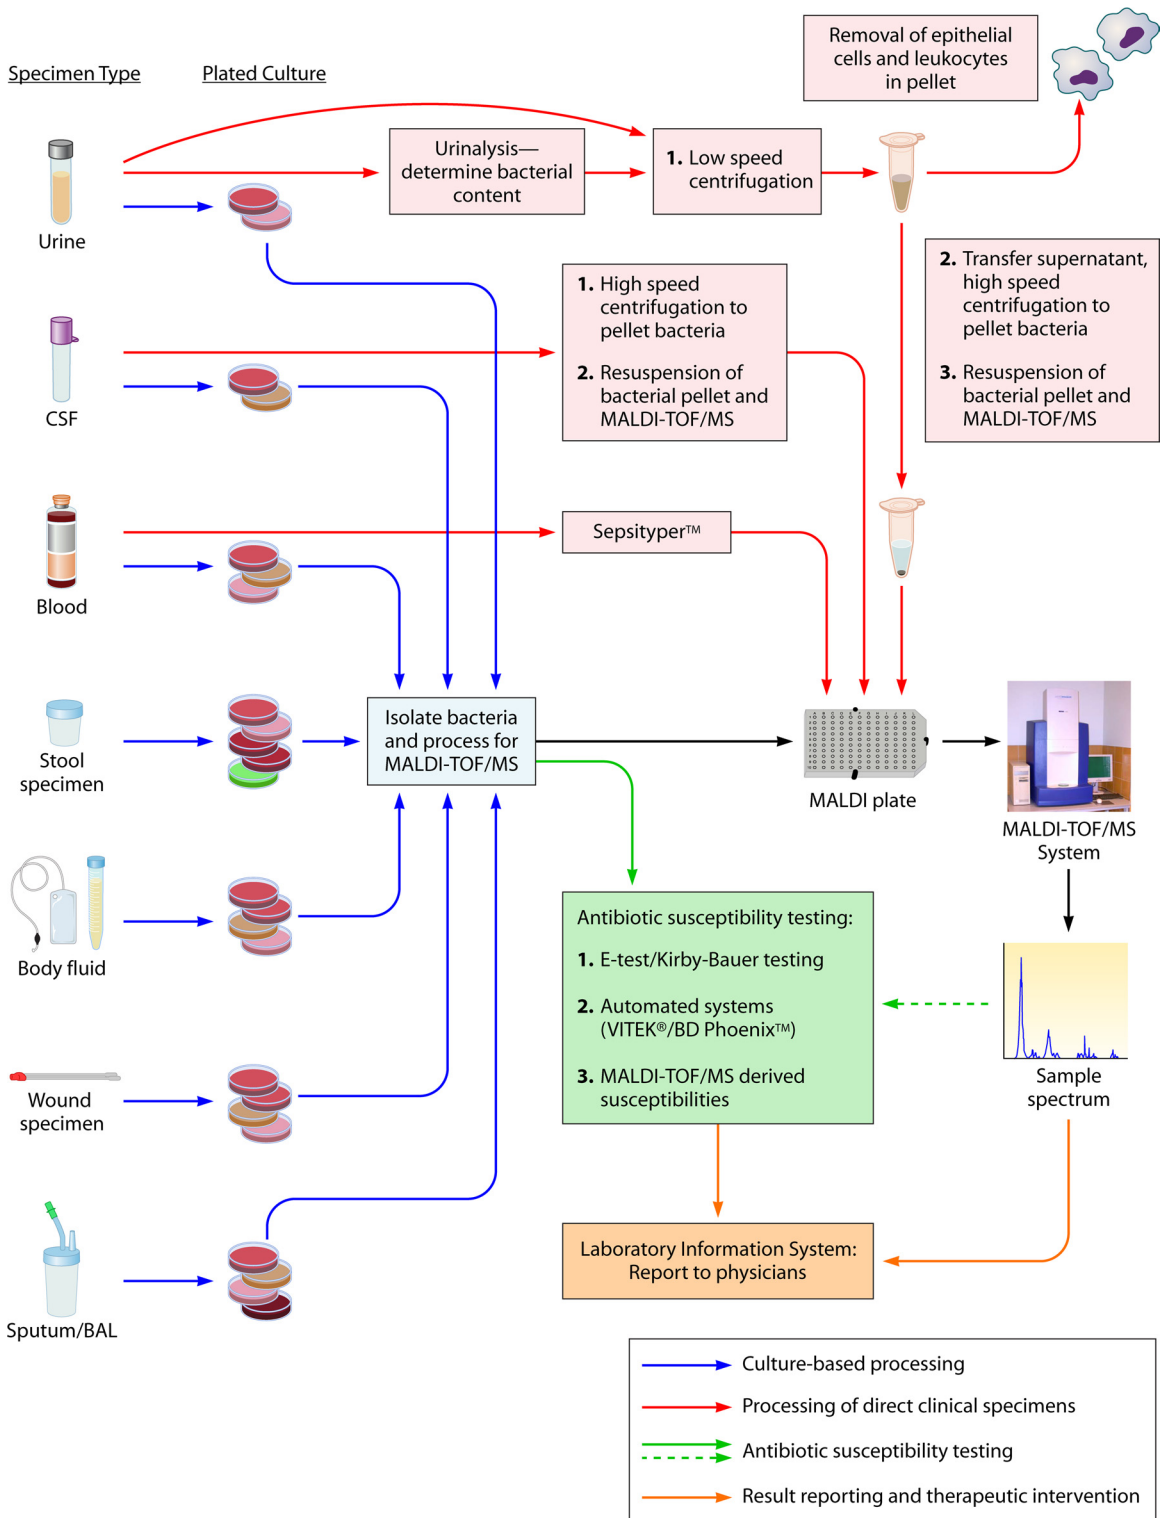 Specimen Type
Plated Culture
Removal of epithelial
cells and leukocytes
in pellet
Urine
Urinalysis—
determine bacterial
content
1. Low speed
centrifugation
2. Transfer supernatant,
high speed
centrifugation to
pellet bacteria
3. Resuspension of
bacterial pellet and
MALDI-TOF/MS
CSF
1. High speed
centrifugation to
pellet bacteria
2. Resuspension of
bacterial pellet and
MALDI-TOF/MS
Blood
Sepsityper™
Stool
specimen
Isolate bacteria
and process for
MALDI-TOF/MS
MALDI plate
MALDI-TOF/MS
System
Body fluid
Antibiotic susceptibility testing:
1. E-test/Kirby-Bauer testing
2. Automated systems
(VITEK®/BD Phoenix™)
3. MALDI-TOF/MS derived
susceptibilities
Sample
spectrum
Wound
specimen
Sputum/BAL
Laboratory Information System:
Report to physicians
Culture-based processing
Processing of direct clinical specimens
Antibiotic susceptibility testing
Result reporting and therapeutic intervention